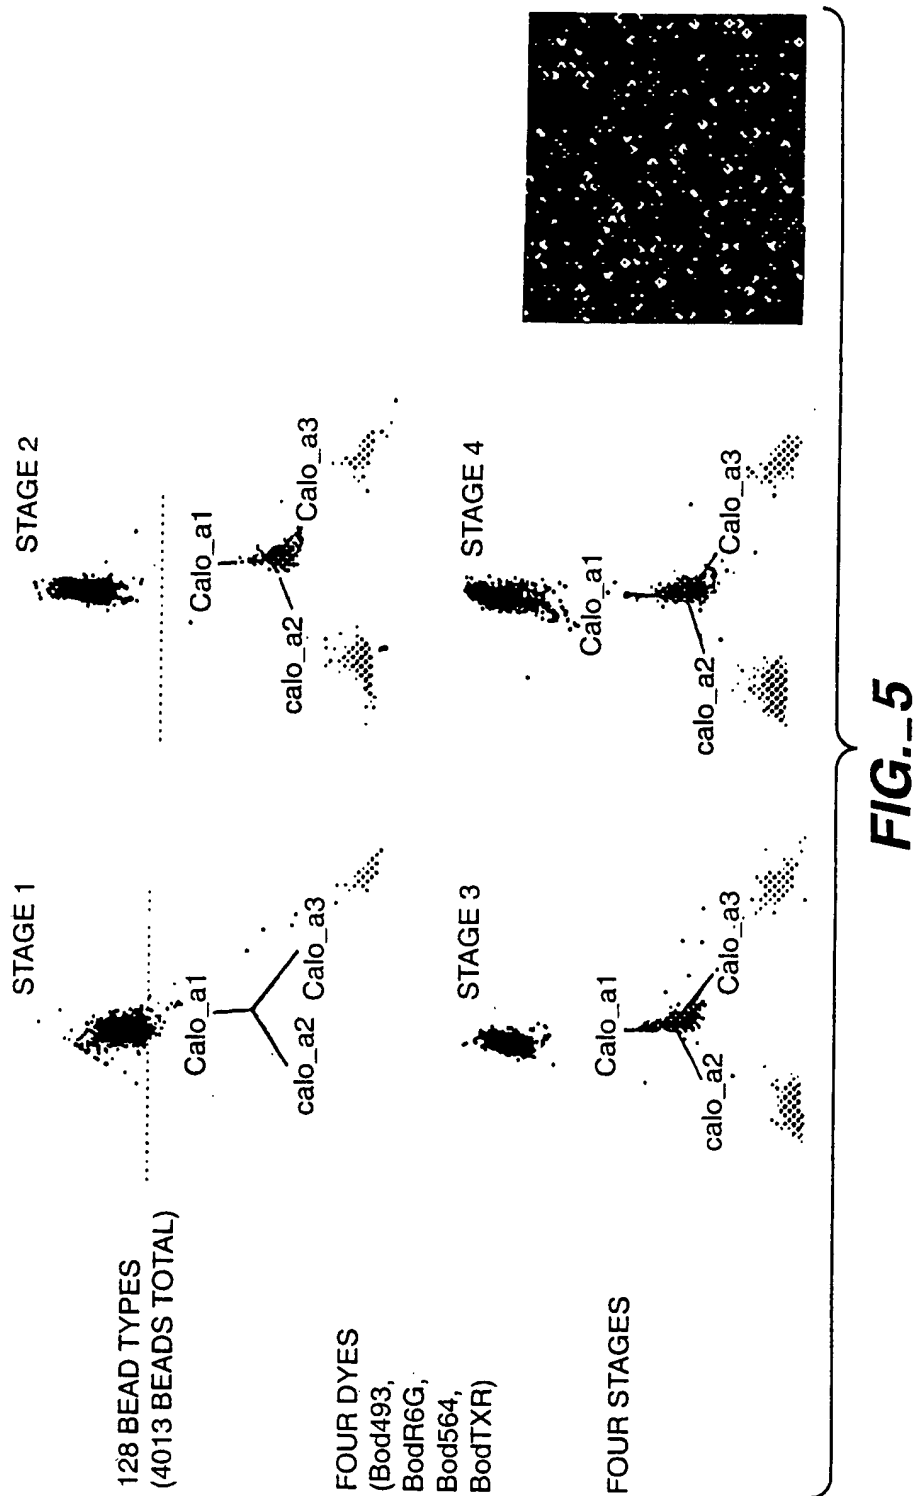 128 BEAD TYPES
(4013 BEADS TOTAL)
FOUR DYES
(Bod493,
BodR6G,
Bod564,
BodTXR)
FOUR STAGES
STAGE 1
Calo_a1
calo_a2
Calo_a3
STAGE 2
Calo_a1
calo_a2
Calo_a3
STAGE 3
Calo_a1
calo_a2
Calo_a3
STAGE 4
Calo_a1
calo_a2
Calo_a3
FIG._5